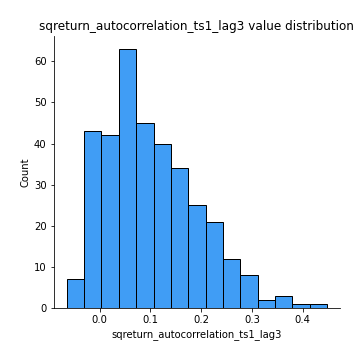 sqreturn_autocorrelation_ts1_lag3 value distribution
60
50
40
30
20
10
0
Count
0.0 0.1 0.2 0.3 0.4
sqreturn_autocorrelation_ts1_lag3